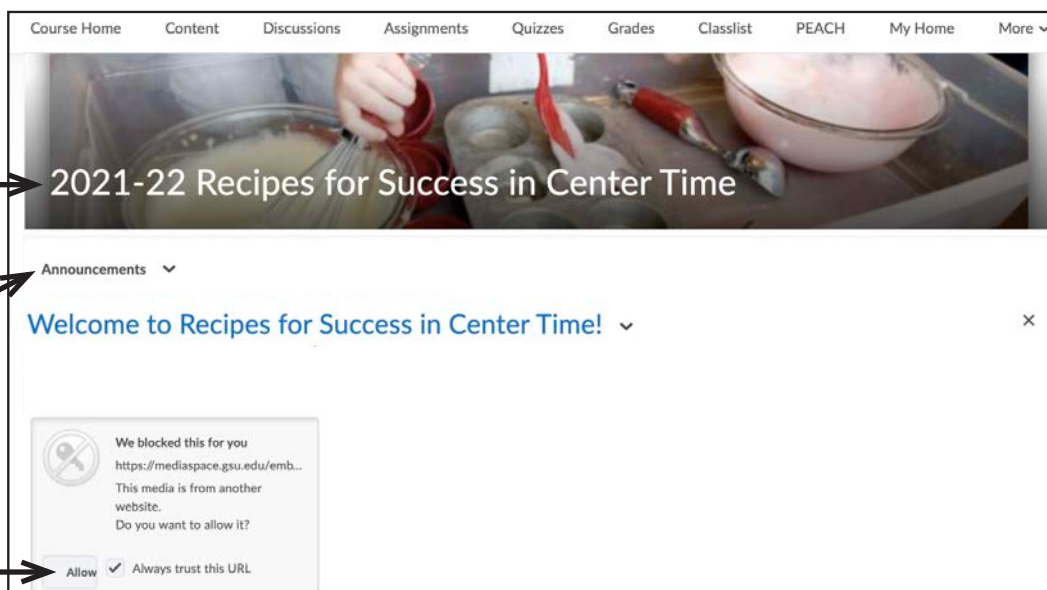 Course Home Content Discussions Assignments Quizzes Grades Classlist PEACH My Home More
2021-22 Recipes for Success in Center Time
Announcements
Welcome to Recipes for Success in Center Time!
We blocked this for you
https://mediaspace.gsu.edu/emb...
This media is from another
website.
Do you want to allow it?
Allow Always trust this URL